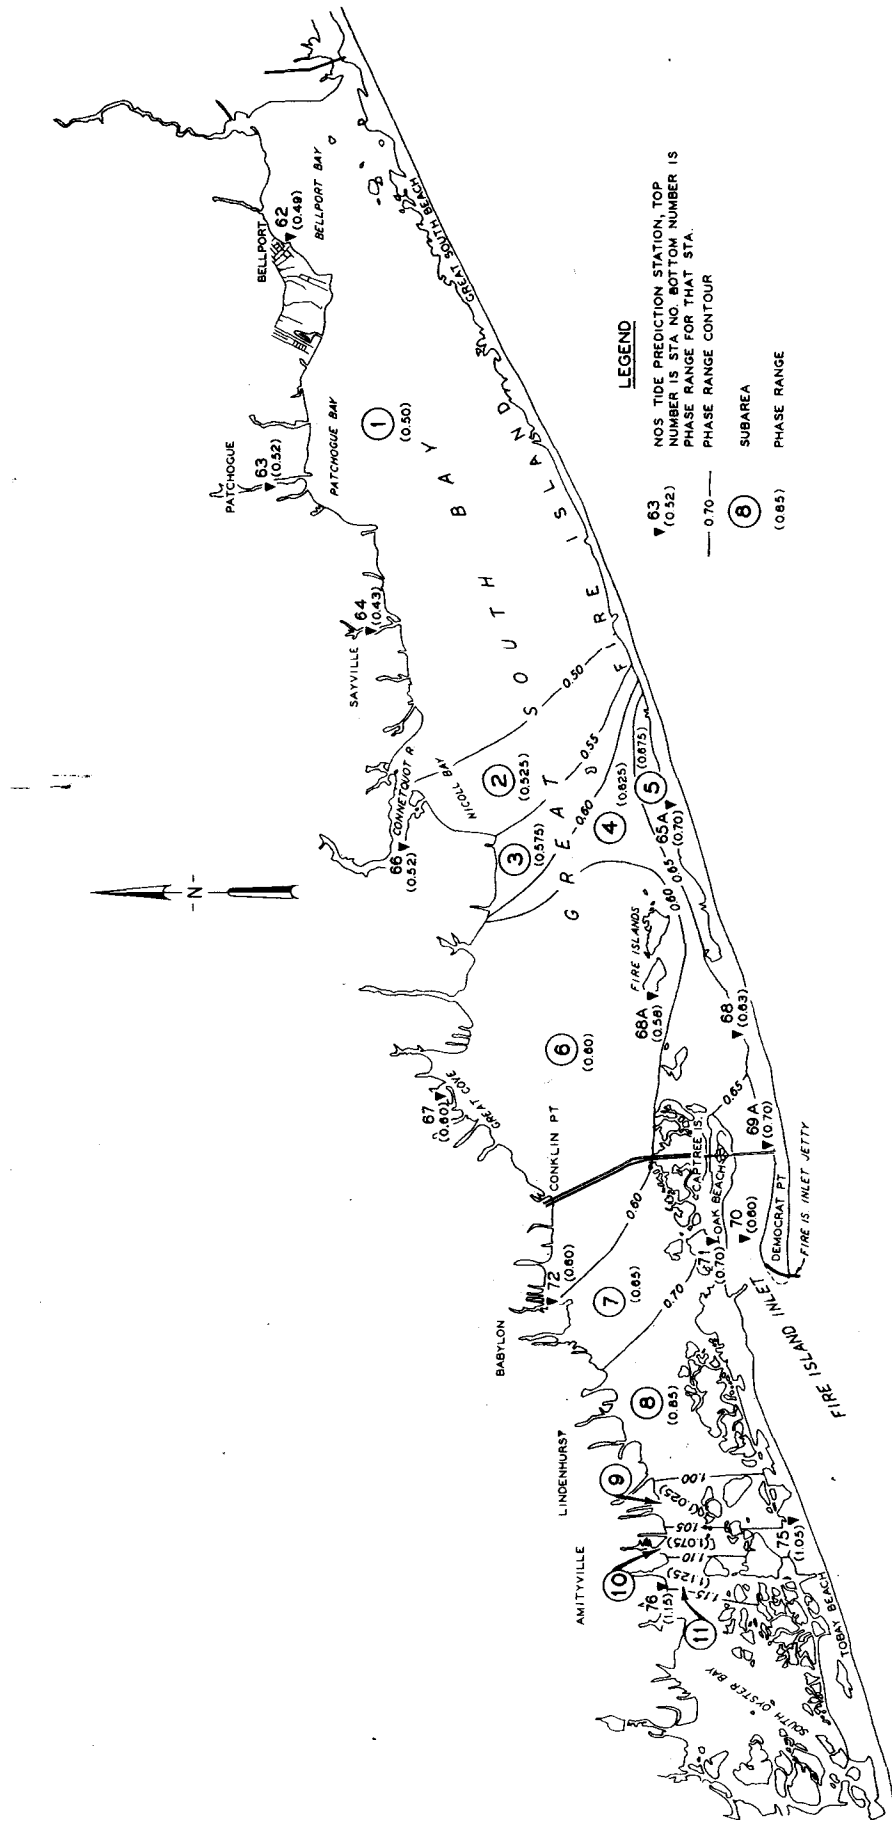 -N-
BELLPORT
62
(0.49)
BELLPORT BAY
PATCHOGUE
63
(0.52)
PATCHOGUE BAY
1
(0.50)
GREAT SOUTH BEACH
SAYVILLE
64
(0.43)
GREAT SOUTH BAY
FIRE ISLAND
0.50
CONNETQUOT R
66
(0.52)
NICOLL BAY
2
(0.525)
0.55
3
(0.575)
0.60
4
(0.625)
(0.675)
5
65A
(0.70)
0.65
0.60
FIRE ISLANDS
68A
(0.58)
68
(0.63)
6
(0.60)
67
(0.60)
GREAT COVE
CONKLIN PT
0.65
69A
(0.70)
CAPTREE IS.
OAK BEACH
70
(0.60)
71
(0.70)
DEMOCRAT PT
FIRE IS. INLET JETTY
FIRE ISLAND INLET
BABYLON
72
(0.60)
0.60
7
(0.65)
0.70
8
(0.85)
LINDENHURST
9
1.00
(1.025)
1.05
AMITYVILLE
10
(1.075)
1.10
(1.125)
1.15
11
76
(1.15)
75
(1.05)
TOBAY BEACH
SOUTH OYSTER BAY
LEGEND
63
(0.52)
NOS TIDE PREDICTION STATION, TOP
NUMBER IS STA NO. BOTTOM NUMBER IS
PHASE RANGE FOR THAT STA.
0.70
PHASE RANGE CONTOUR
8
SUBAREA
(0.85)
PHASE RANGE